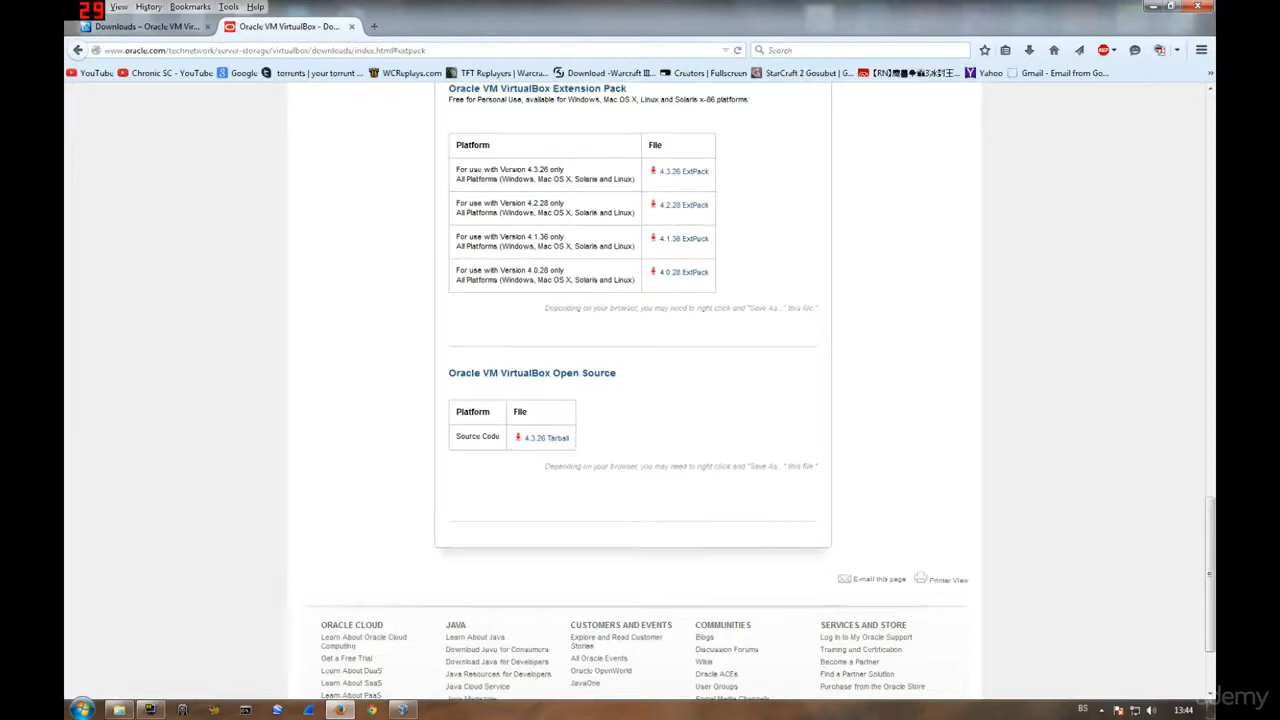 29
View History Bookmarks Tools Help
Downloads – Oracle VM Vir...
Oracle VM VirtualBox - Do...
www.oracle.com/technetwork/server-storage/virtualbox/downloads/index.html#extpack
Search
YouTube Chronic SC - YouTube Google torrents (your torrent ... WCReplays.com TFT Replayers (Warcra... Download -Warcraft III... Creators | Fullscreen StarCraft 2 Gosubet | G... Yahoo Gmail - Email from Go...
Oracle VM VirtualBox Extension Pack
Free for Personal Use, available for Windows, Mac OS X, Linux and Solaris x-86 platforms:
Platform File
For use with Version 4.3.26 only
All Platforms (Windows, Mac OS X, Solaris and Linux)
4.3.26 ExtPack
For use with Version 4.2.28 only
All Platforms (Windows, Mac OS X, Solaris and Linux)
4.2.28 ExtPack
For use with Version 4.1.36 only
All Platforms (Windows, Mac OS X, Solaris and Linux)
4.1.36 ExtPack
For use with Version 4.0.28 only
All Platforms (Windows, Mac OS X, Solaris and Linux)
4.0.28 ExtPack
Depending on your browser, you may need to right click and "Save As..." this file."
Oracle VM VirtualBox Open Source
Platform File
Source Code 4.3.26 Tarball
Depending on your browser, you may need to right click and "Save As..." this file."
E-mail this page Printer View
ORACLE CLOUD
Learn About Oracle Cloud
Computing
Get a Free Trial
Learn About DaaS
Learn About SaaS
Learn About PaaS
JAVA
Learn About Java
Download Java for Consumers
Download Java for Developers
Java Resources for Developers
Java Cloud Service
Java Magazine
CUSTOMERS AND EVENTS
Explore and Read Customer
Stories
All Oracle Events
Oracle OpenWorld
JavaOne
COMMUNITIES
Blogs
Discussion Forums
Wikis
Oracle ACEs
User Groups
Social Media Channels
SERVICES AND STORE
Log In to My Oracle Support
Training and Certification
Become a Partner
Find a Partner Solution
Purchase from the Oracle Store
BS 13:44
udemy